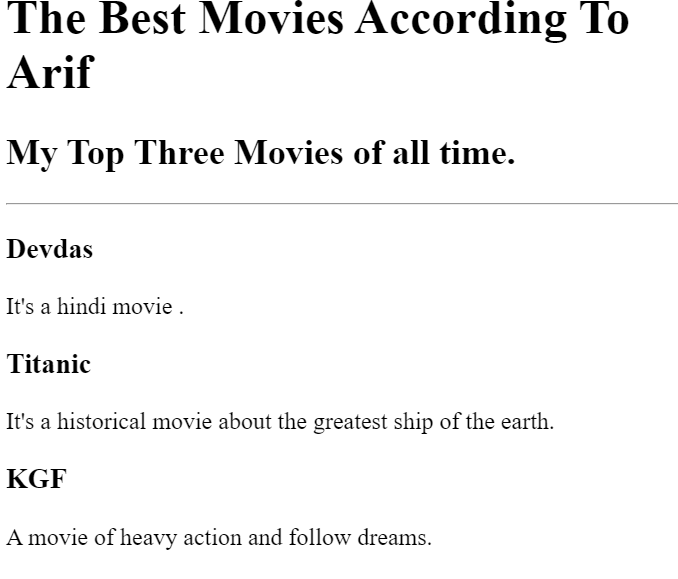 The Best Movies According To
Arif
My Top Three Movies of all time.
Devdas
It's a hindi movie .
Titanic
It's a historical movie about the greatest ship of the earth.
KGF
A movie of heavy action and follow dreams.